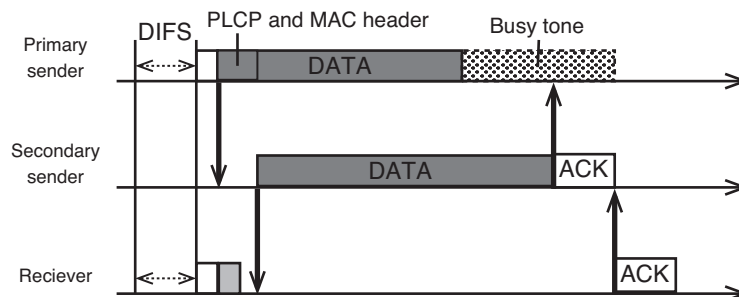 PLCP and MAC header
DIFS
Busy tone
Primary
sender
DATA
Secondary
sender
DATA
ACK
Reciever
ACK